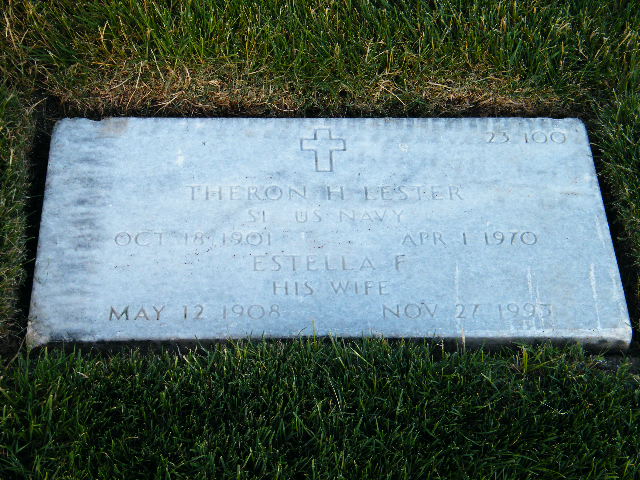 23 100
THERON H LESTER
S1 US NAVY
OCT 18 1901 APR 1 1970
ESTELLA F
HIS WIFE
MAY 12 1908 NOV 27 1993